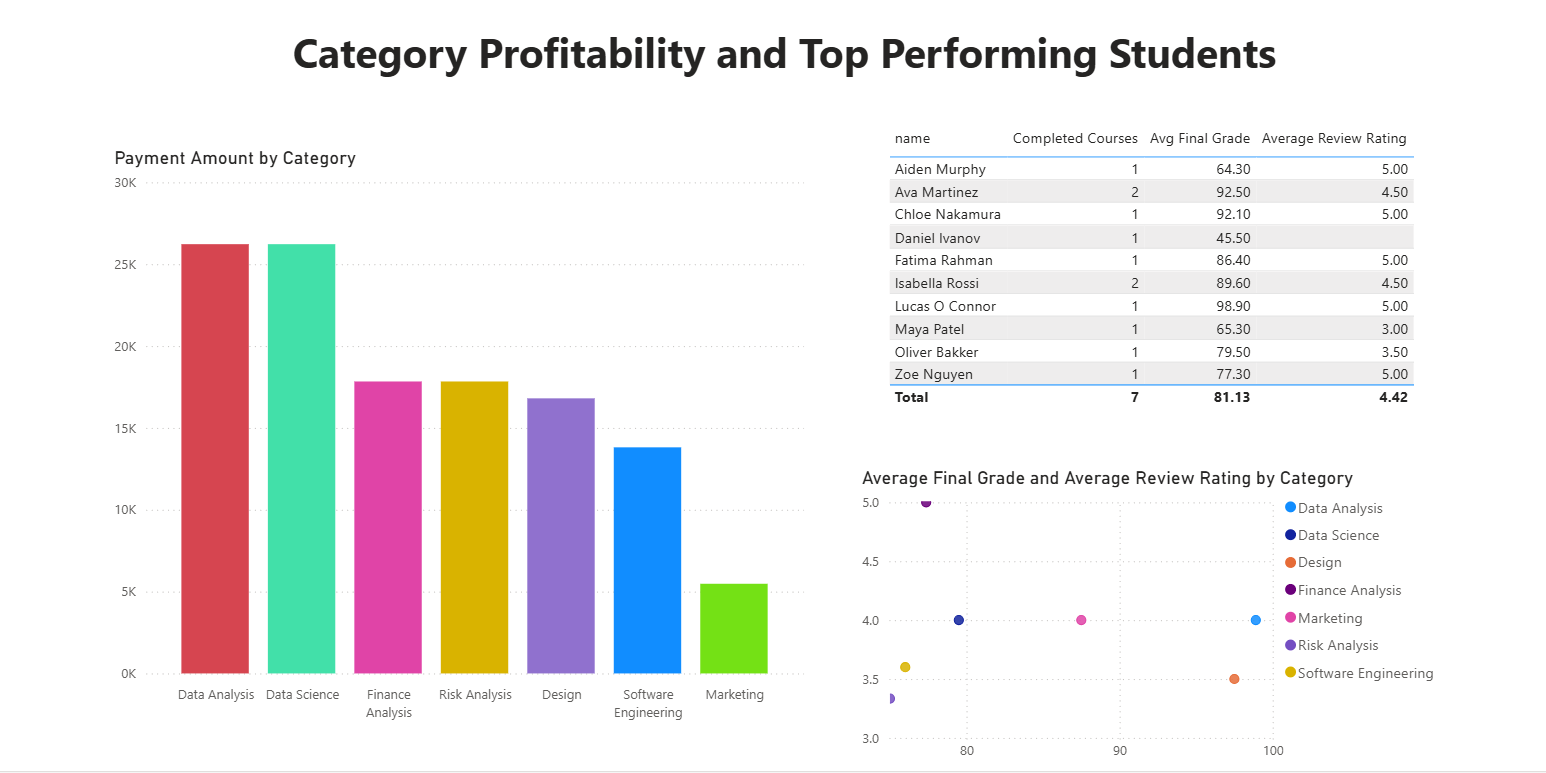 Category Profitability and Top Performing Students
Payment Amount by Category
30K
25K
20K
15K
10K
5K
0K
Data Analysis
Data Science
Finance
Analysis
Risk Analysis
Design
Software
Engineering
Marketing
name Completed Courses Avg Final Grade Average Review Rating
Aiden Murphy 1 64.30 5.00
Ava Martinez 2 92.50 4.50
Chloe Nakamura 1 92.10 5.00
Daniel Ivanov 1 45.50
Fatima Rahman 1 86.40 5.00
Isabella Rossi 2 89.60 4.50
Lucas O Connor 1 98.90 5.00
Maya Patel 1 65.30 3.00
Oliver Bakker 1 79.50 3.50
Zoe Nguyen 1 77.30 5.00
Total 7 81.13 4.42
Average Final Grade and Average Review Rating by Category
5.0
4.5
4.0
3.5
3.0
80 90 100
Data Analysis
Data Science
Design
Finance Analysis
Marketing
Risk Analysis
Software Engineering